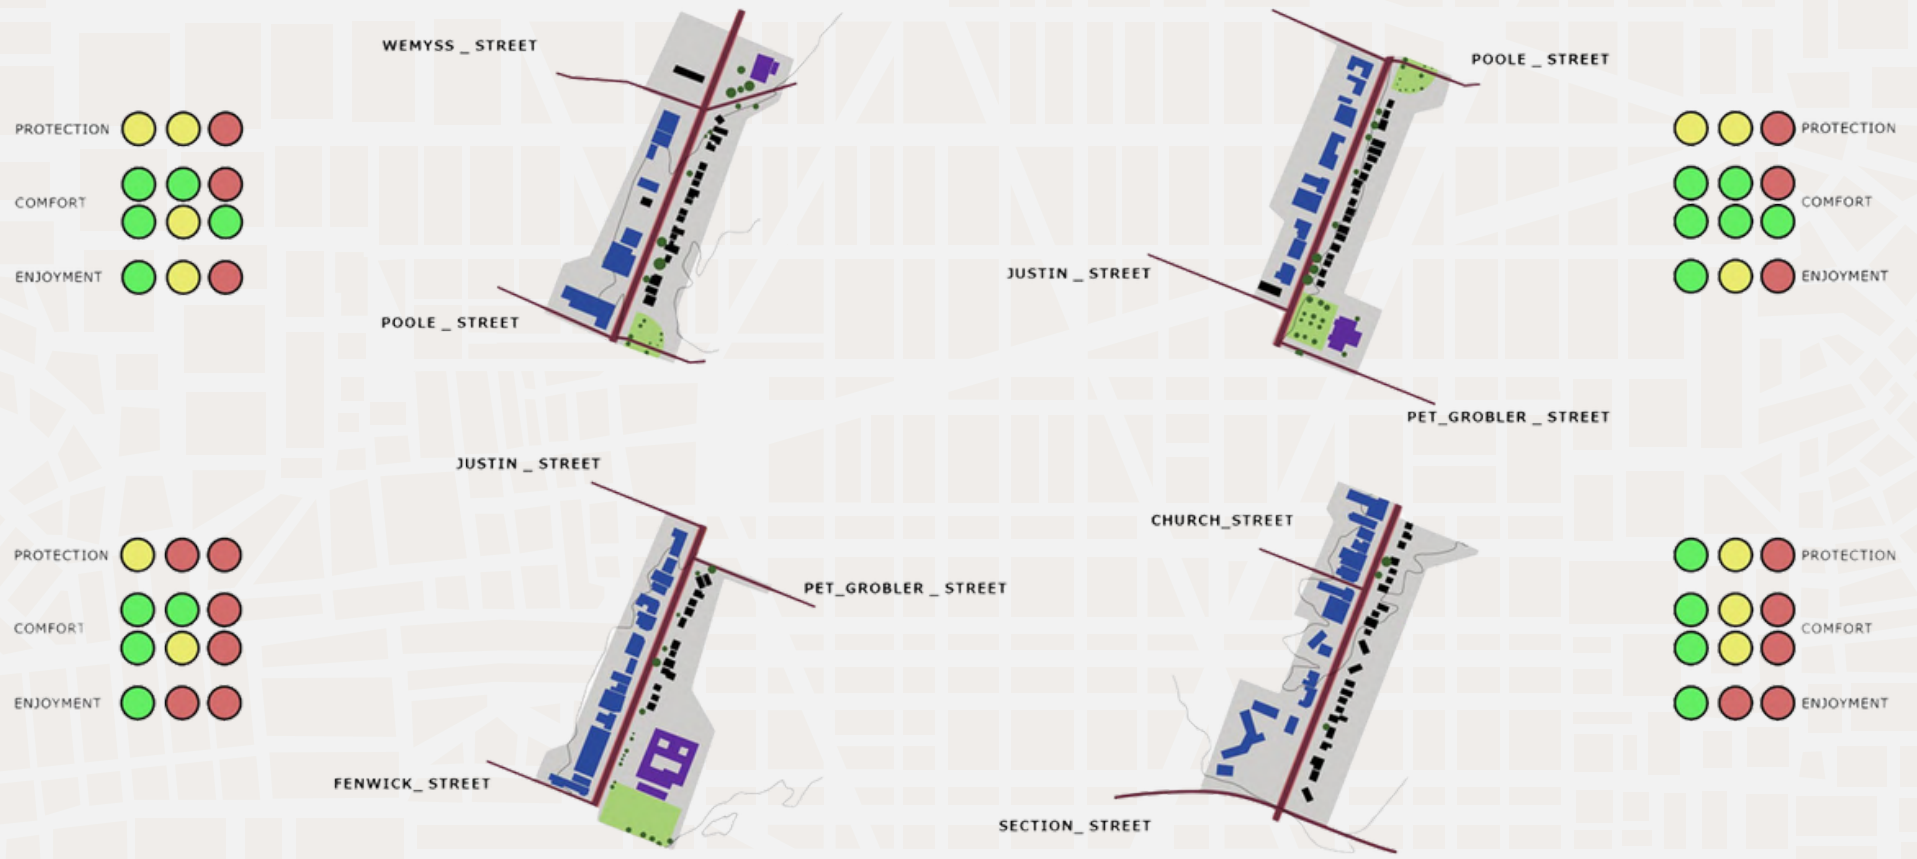 WEMYSS _ STREET
PROTECTION
COMFORT
ENJOYMENT
POOLE _ STREET
POOLE _ STREET
PROTECTION
COMFORT
JUSTIN _ STREET
ENJOYMENT
PET_GROBLER _ STREET
JUSTIN _ STREET
PROTECTION
PET_GROBLER _ STREET
COMFORT
ENJOYMENT
FENWICK_ STREET
CHURCH_STREET
PROTECTION
COMFORT
ENJOYMENT
SECTION_ STREET